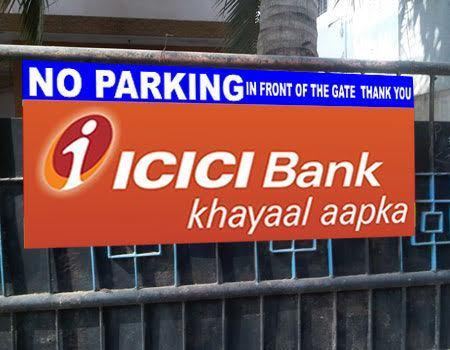 NO PARKING IN FRONT OF THE GATE THANK YOU
i ICICI Bank
khayaal aapka